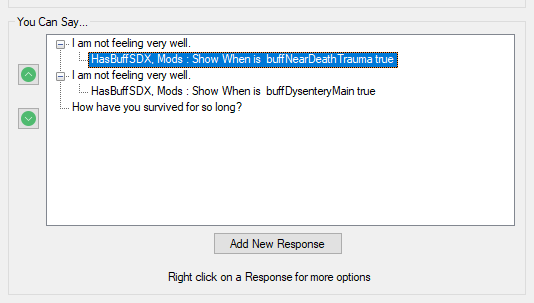 You Can Say...
I am not feeling very well.
HasBuffSDX, Mods : Show When is  buffNearDeathTrauma true
I am not feeling very well.
HasBuffSDX, Mods : Show When is  buffDysenteryMain true
How have you survived for so long?
Add New Response
Right click on a Response for more options